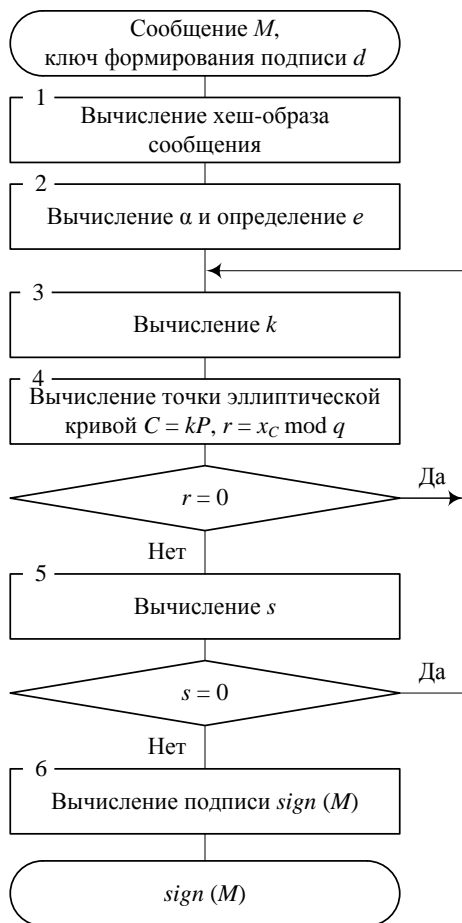 Сообщение M,
ключ формирования подписи d
1
Вычисление хеш-образа
сообщения
2
Вычисление α и определение e
3
Вычисление k
4
Вычисление точки эллиптической
кривой C = kP, r = x_C mod q
r = 0
Да
Нет
5
Вычисление s
s = 0
Да
Нет
6
Вычисление подписи sign (M)
sign (M)